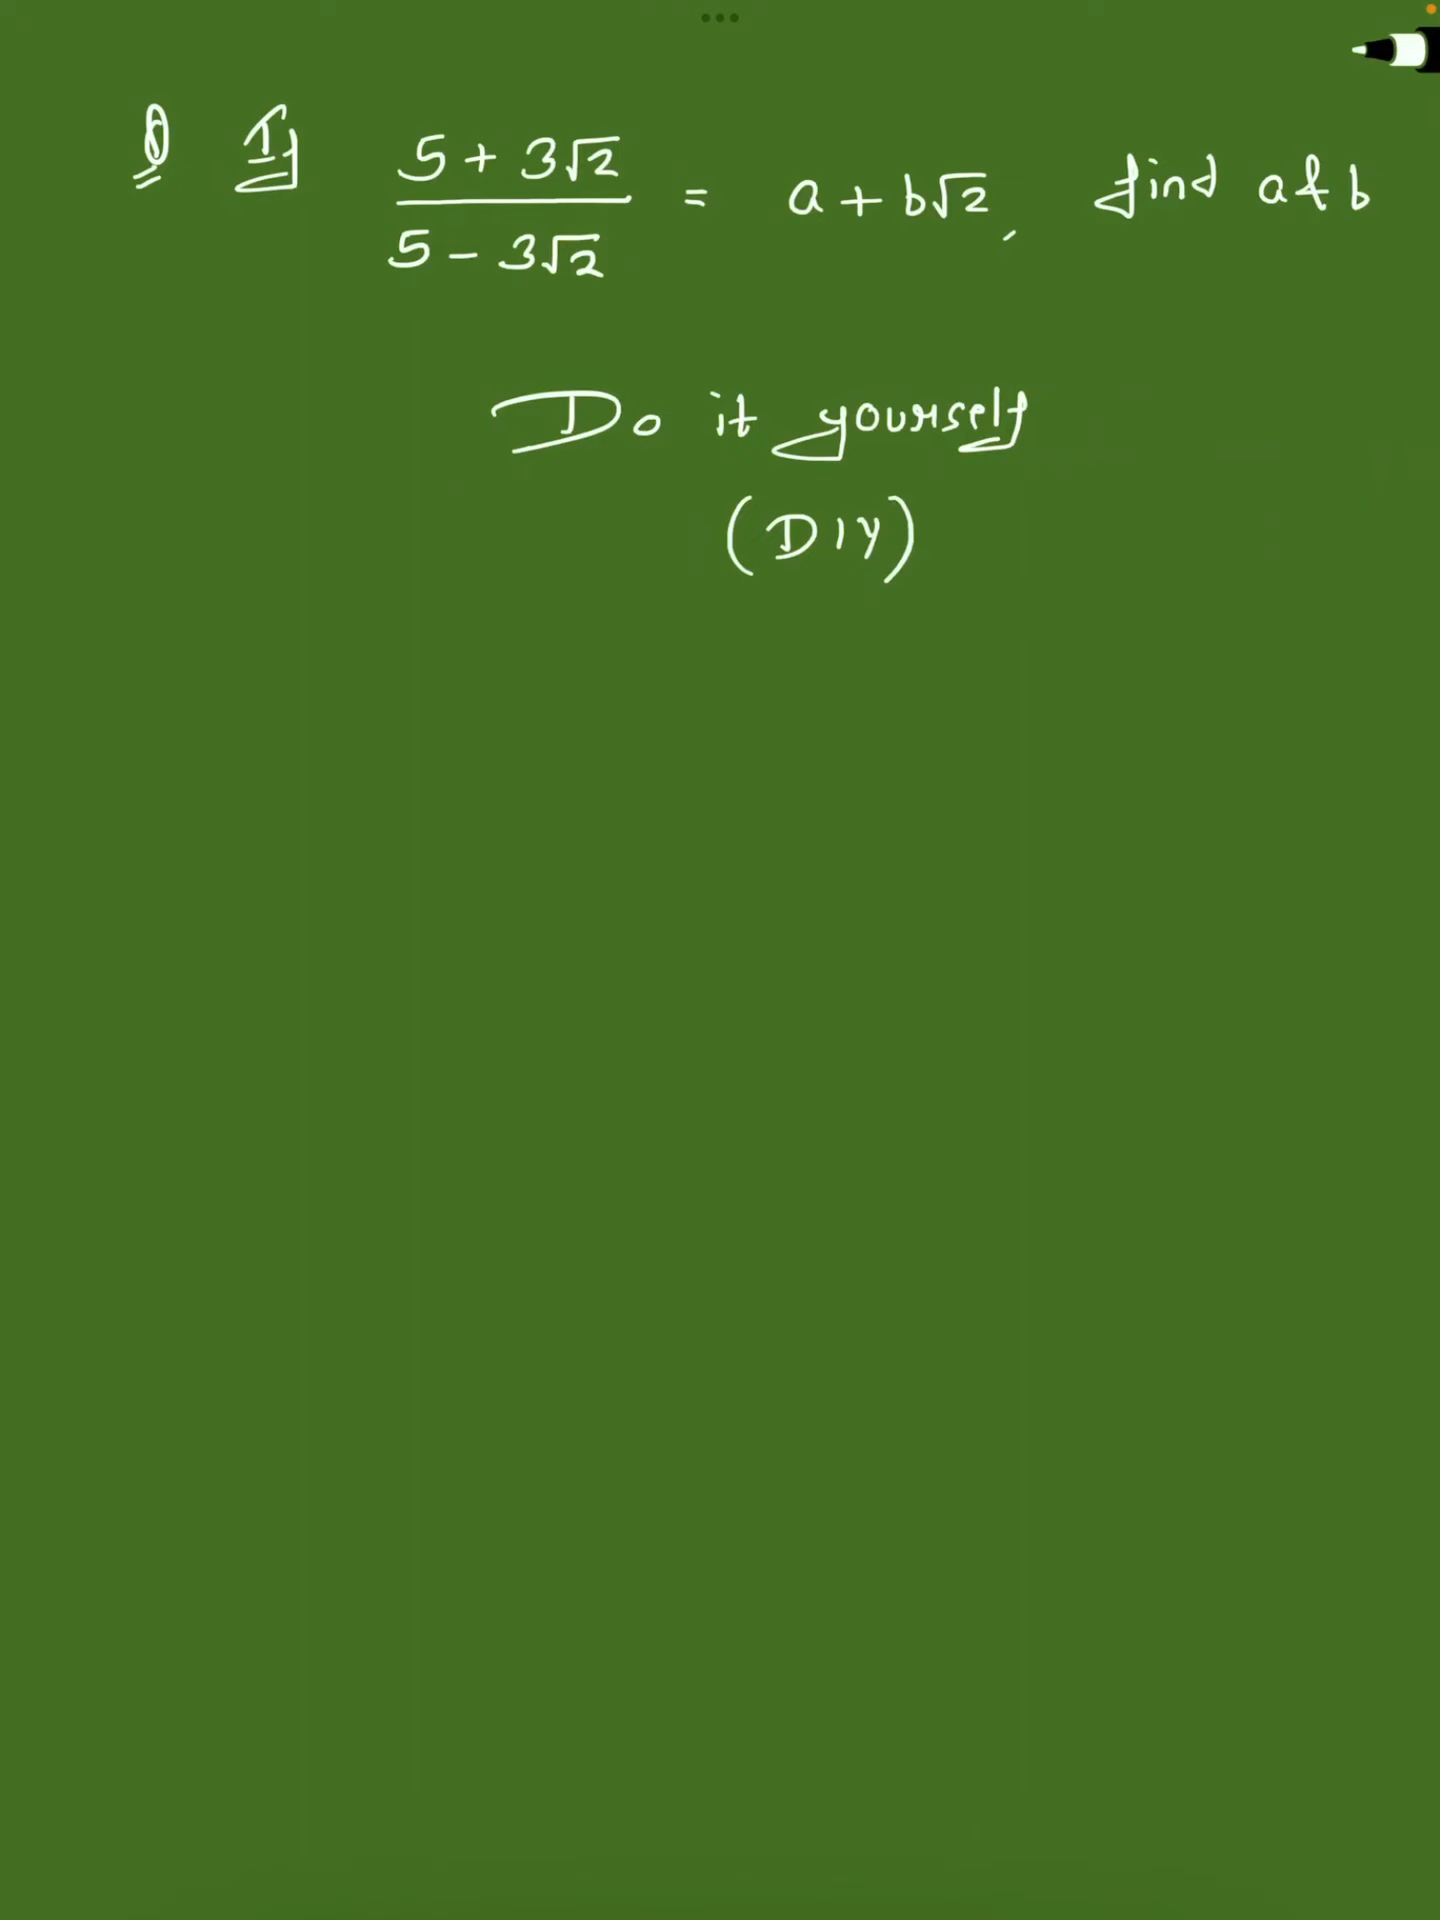 Q If (5 + 3√2) / (5 - 3√2) = a + b√2, find a & b
Do it yourself
(DIY)